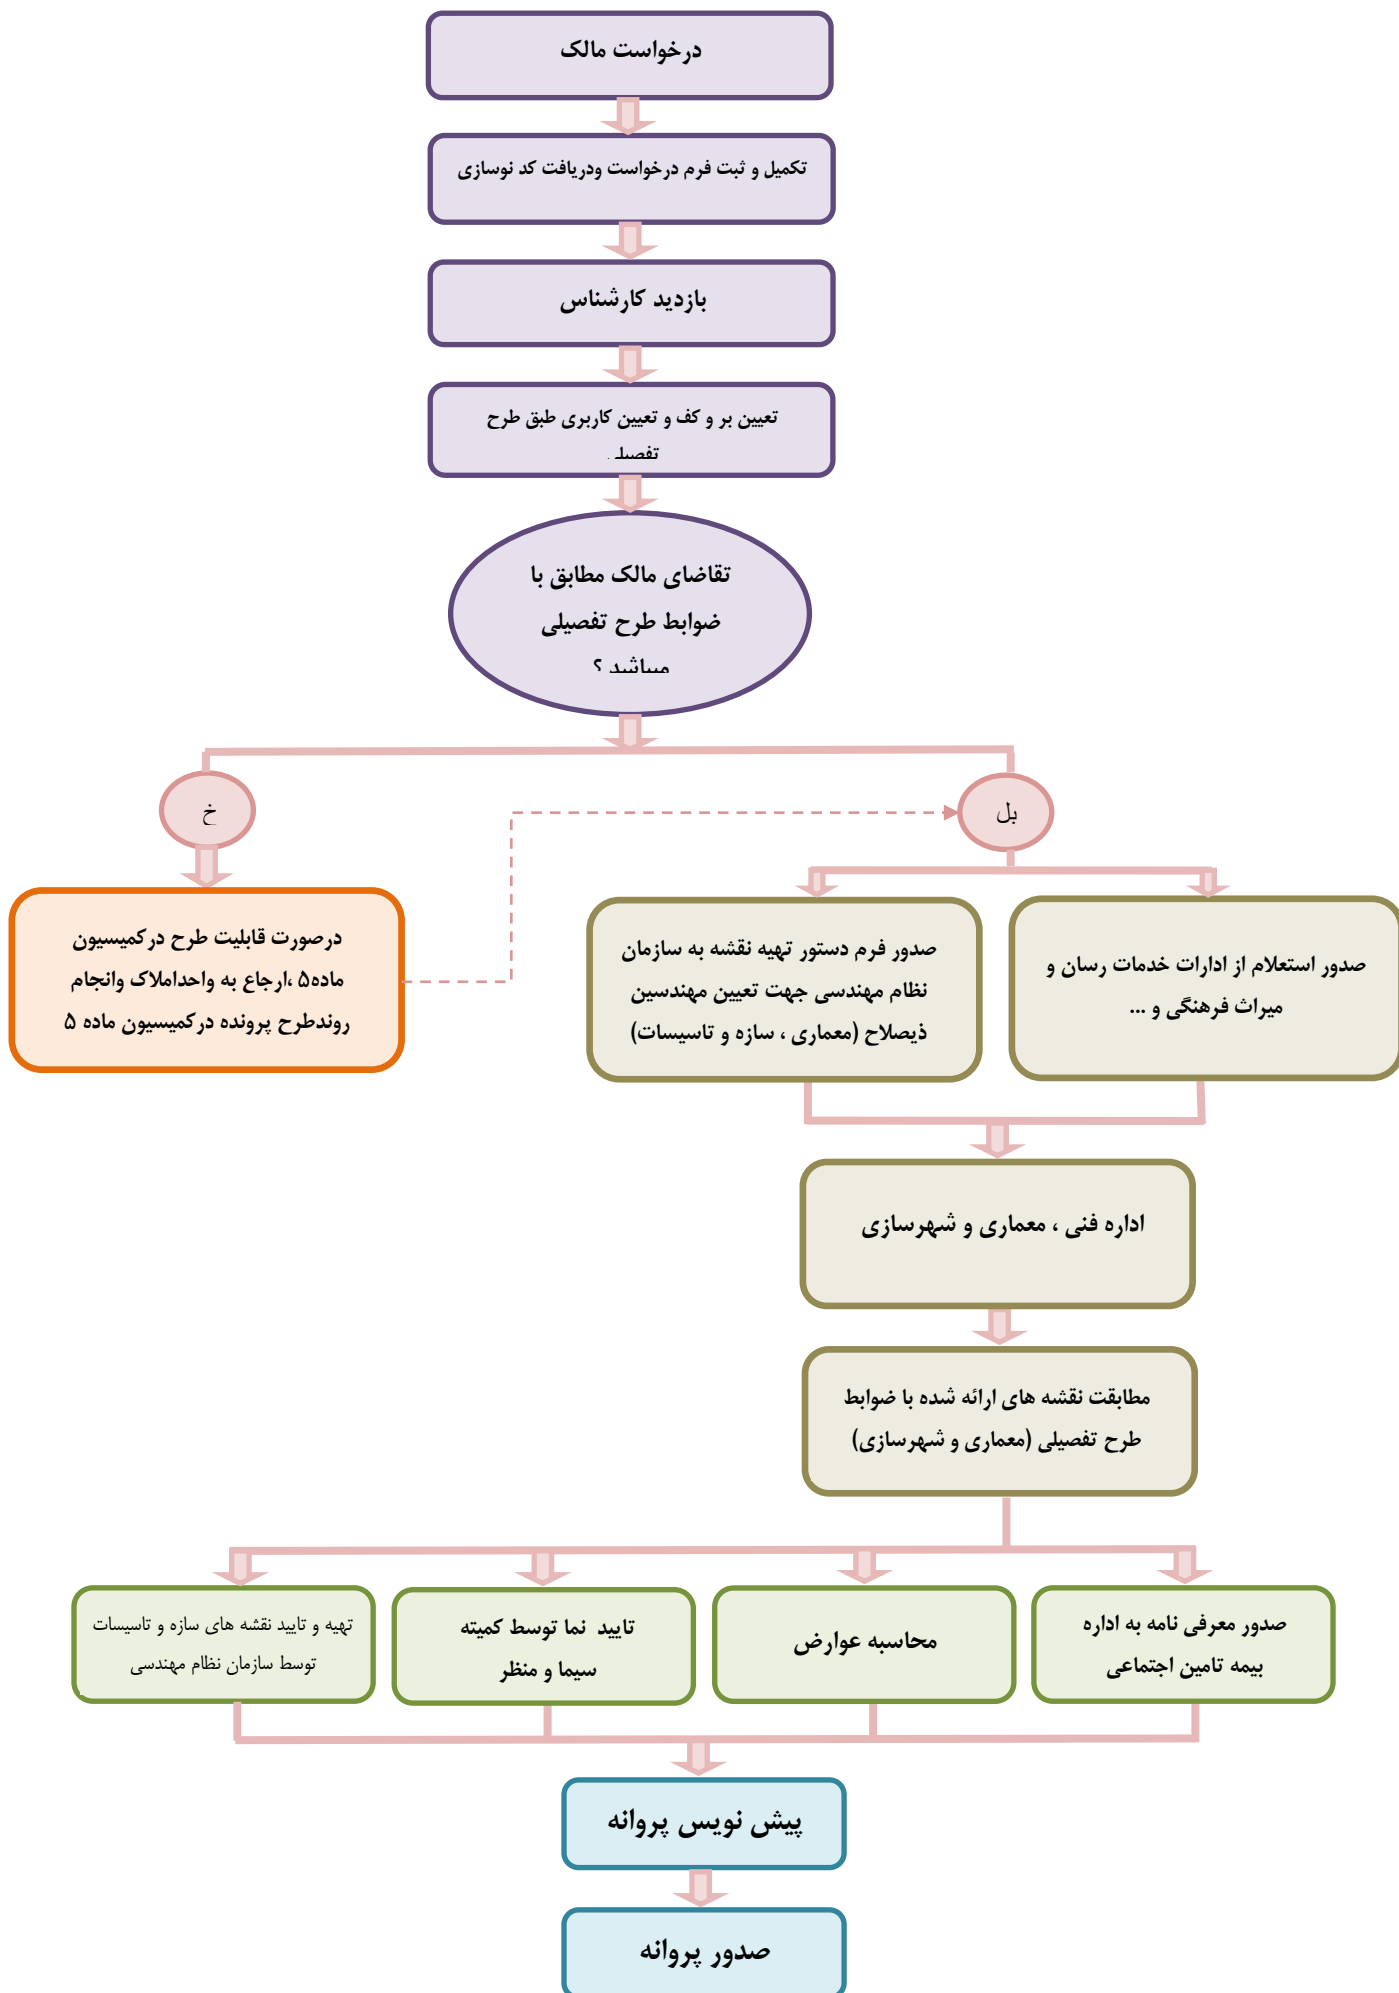 درخواست مالک
تکمیل و ثبت فرم درخواست ودریافت کد نوسازی
بازدید کارشناس
تعیین بر و کف و تعیین کاربری طبق طرح
تفصیلی
تقاضای مالک مطابق با
ضوابط طرح تفصیلی
میباشد ؟
خ
بل
درصورت قابلیت طرح درکمیسیون
ماده۵ ،ارجاع به واحداملاک وانجام
روندطرح پرونده درکمیسیون ماده ۵
صدور فرم دستور تهیه نقشه به سازمان
نظام مهندسی جهت تعیین مهندسین
ذیصلاح (معماری ، سازه و تاسیسات)
صدور استعلام از ادارات خدمات رسان و
میراث فرهنگی و ...
اداره فنی ، معماری و شهرسازی
مطابقت نقشه های ارائه شده با ضوابط
طرح تفصیلی (معماری و شهرسازی)
صدور معرفی نامه به اداره
بیمه تامین اجتماعی
محاسبه عوارض
تایید نما توسط کمیته
سیما و منظر
تهیه و تایید نقشه های سازه و تاسیسات
توسط سازمان نظام مهندسی
پیش نویس پروانه
صدور پروانه